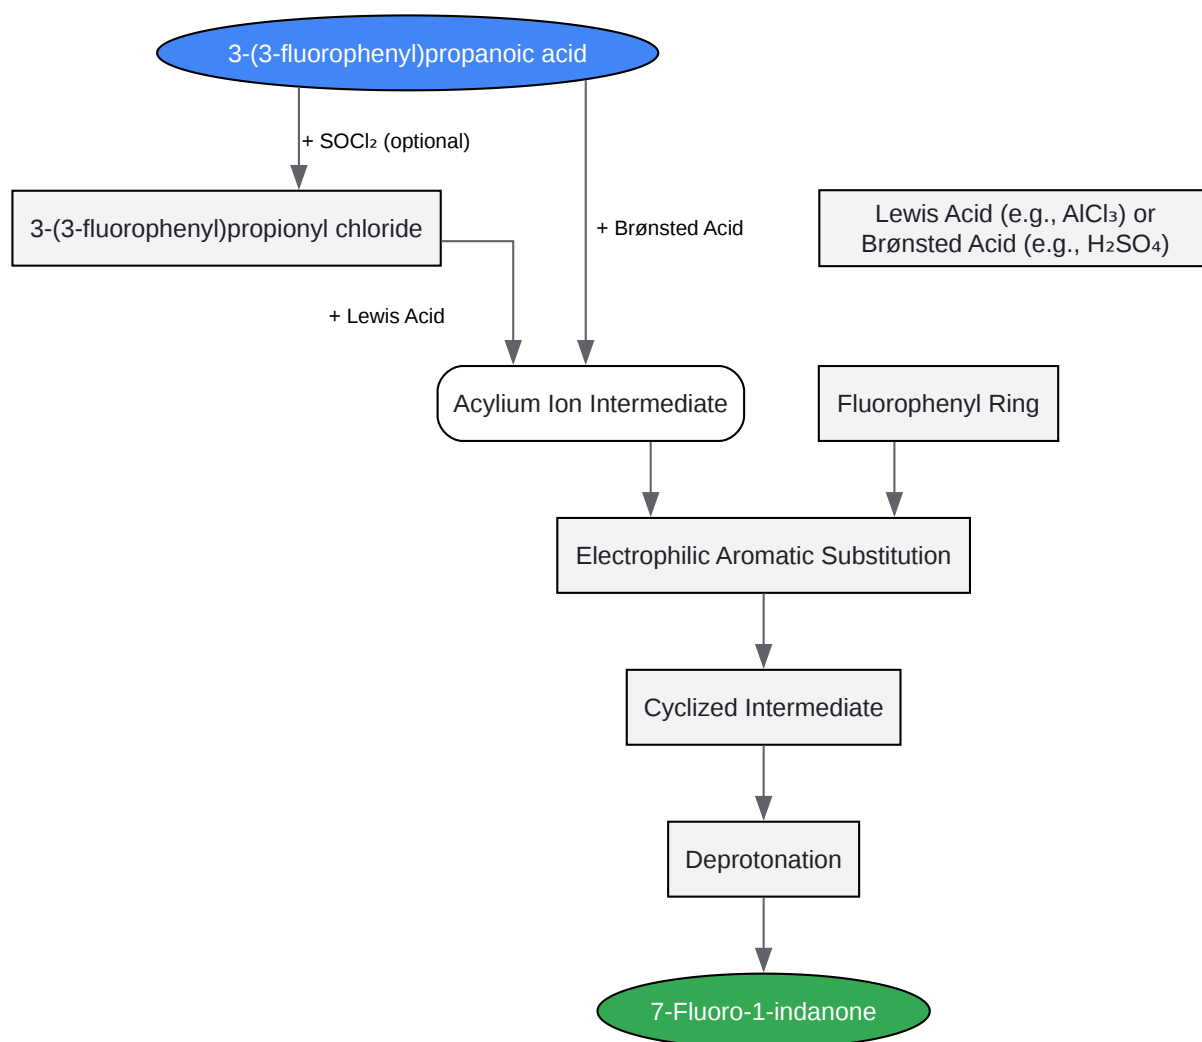 3-(3-fluorophenyl)propanoic acid
+ SOCl₂ (optional)
3-(3-fluorophenyl)propionyl chloride
+ Brønsted Acid
Lewis Acid (e.g., AlCl₃) or
Brønsted Acid (e.g., H₂SO₄)
+ Lewis Acid
Acylium Ion Intermediate
Fluorophenyl Ring
Electrophilic Aromatic Substitution
Cyclized Intermediate
Deprotonation
7-Fluoro-1-indanone